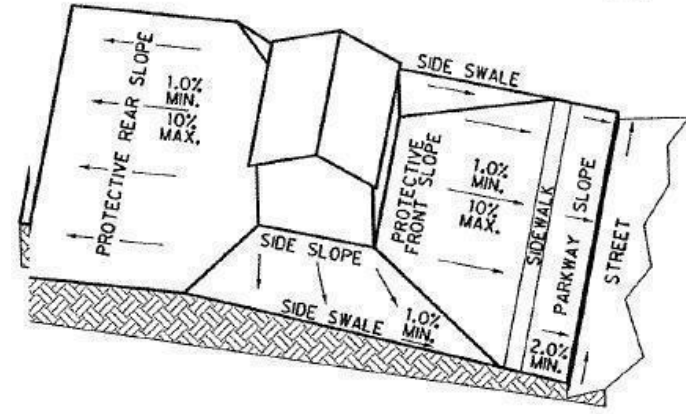 SIDE SWALE
PROTECTIVE REAR SLOPE
1.0%
MIN.
10%
MAX.
PROTECTIVE
FRONT SLOPE
1.0%
MIN.
10%
MAX.
SIDEWALK
PARKWAY SLOPE
STREET
SIDE SLOPE
SIDE SWALE
1.0%
MIN.
2.0%
MIN.